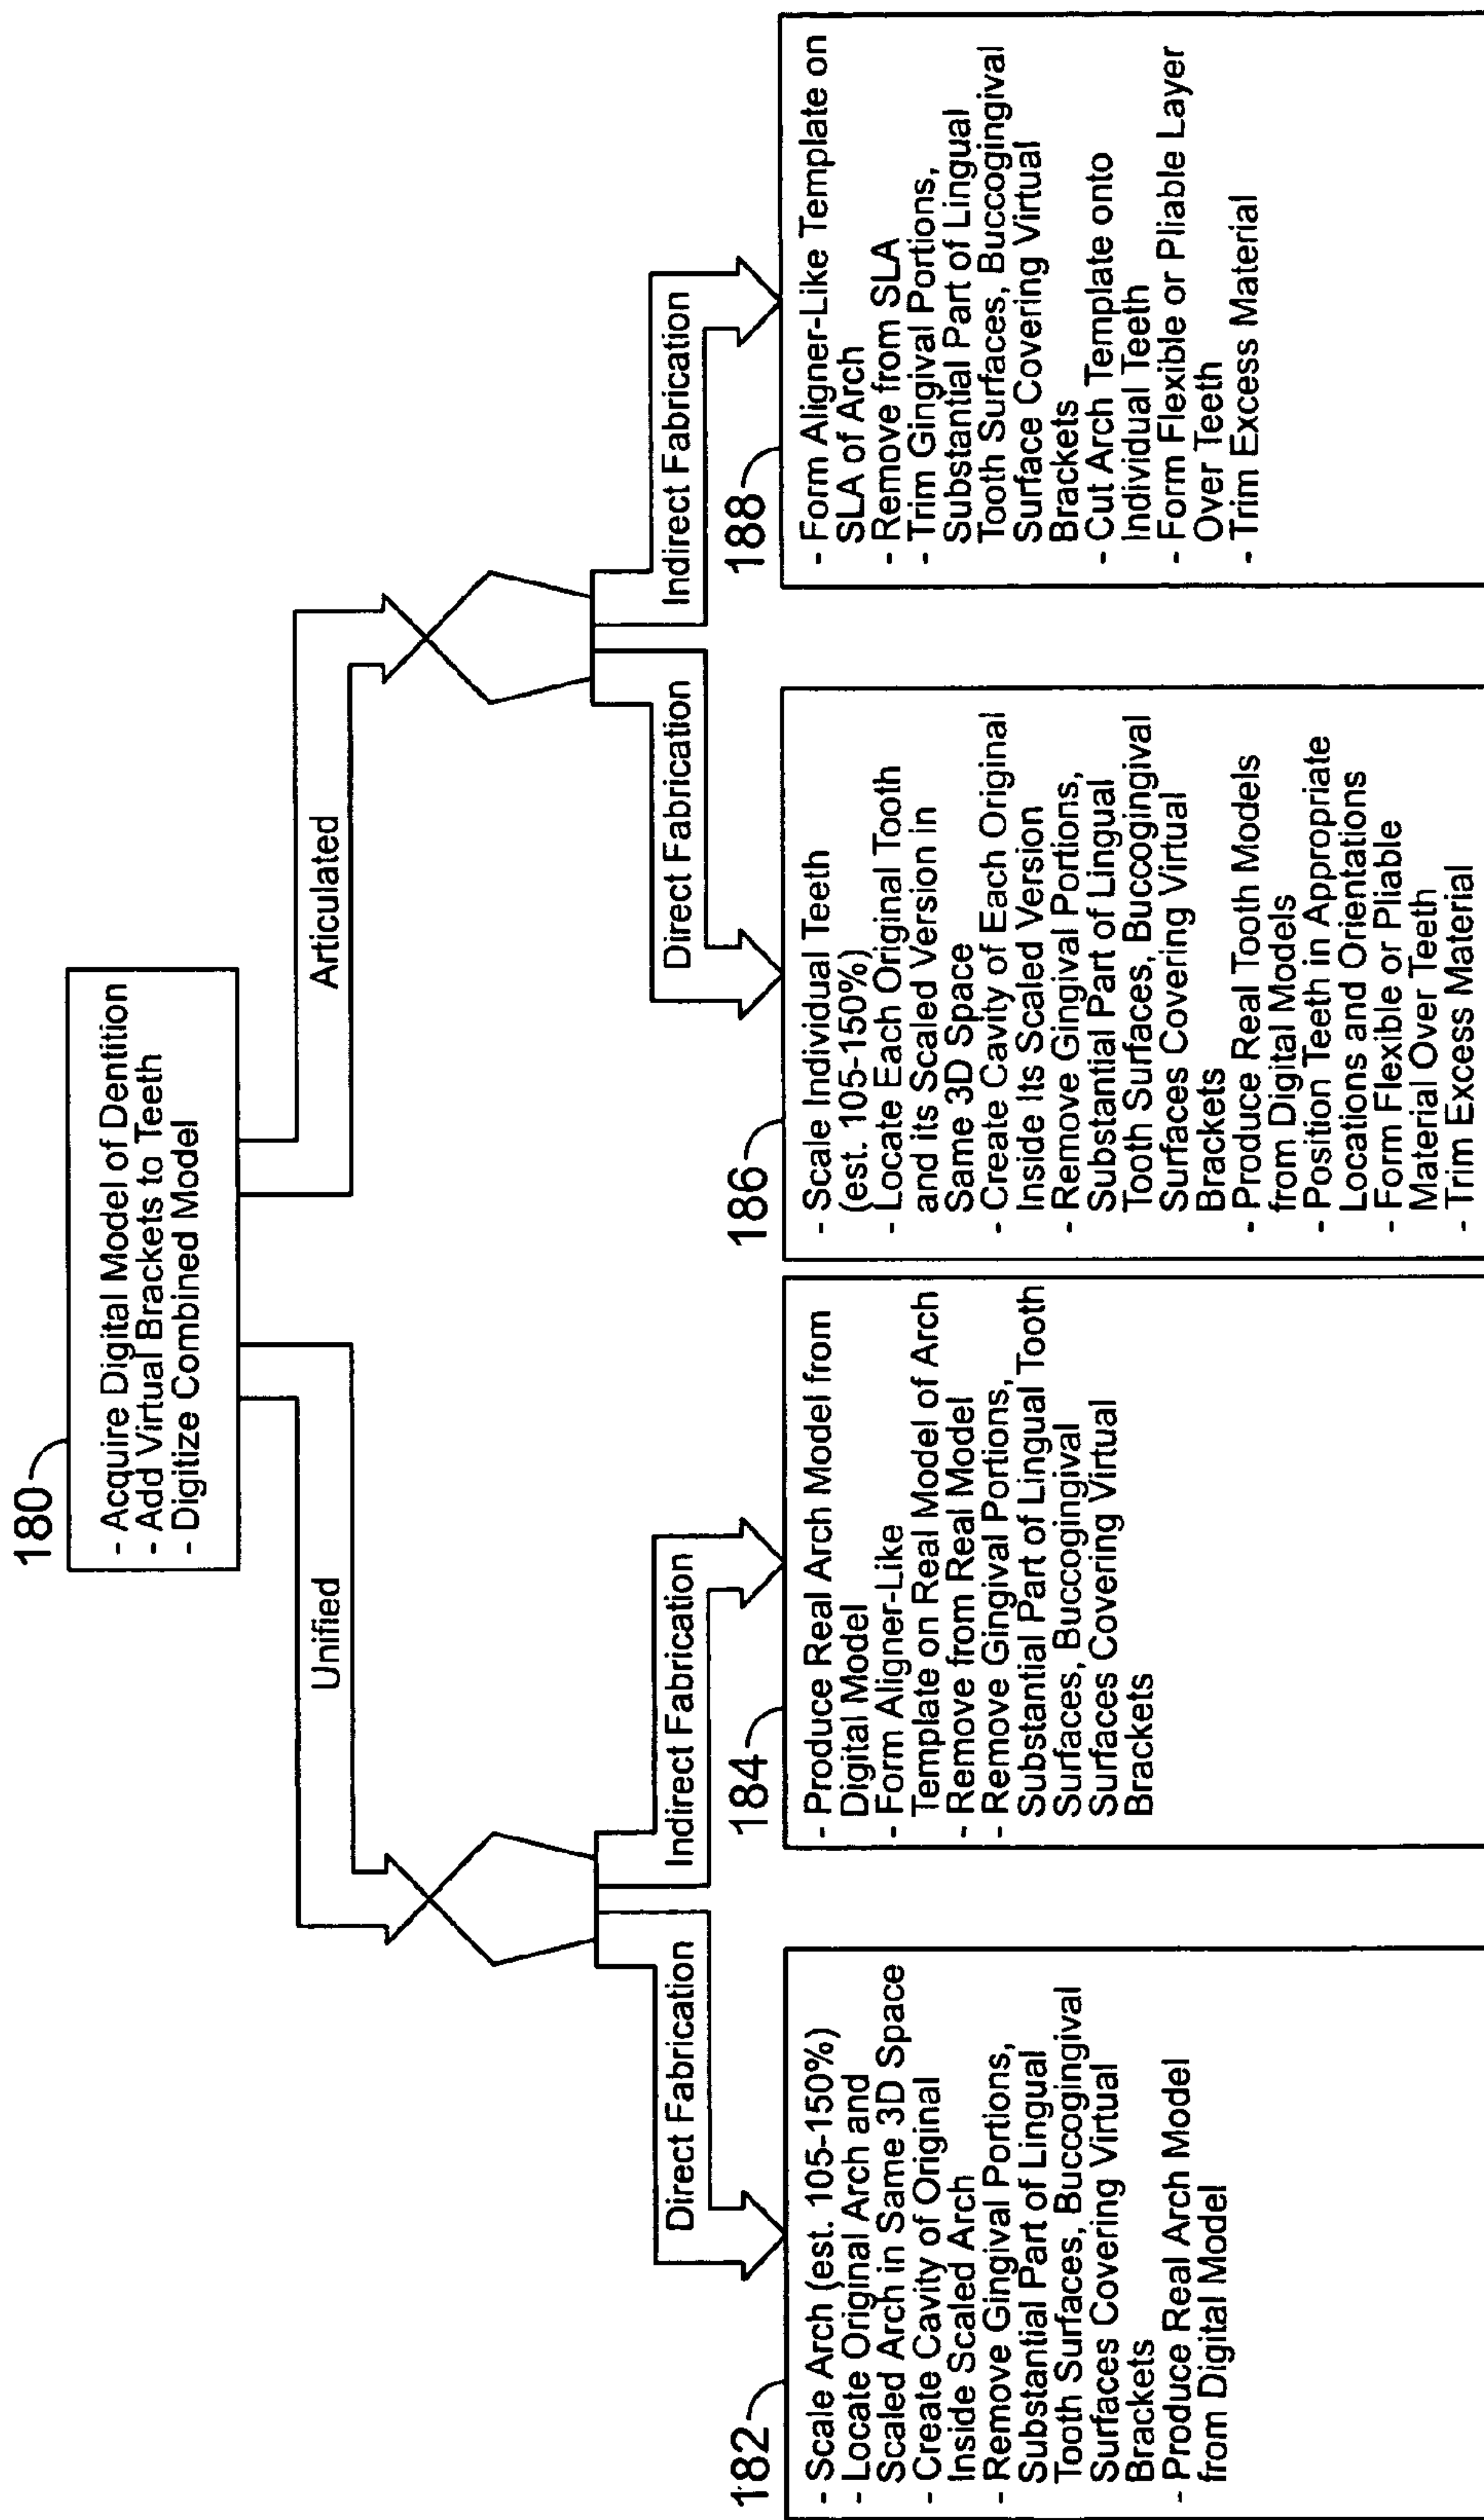 180
- Acquire Digital Model of Dentition
- Add Virtual Brackets to Teeth
- Digitize Combined Model
Unified
Articulated
Direct Fabrication
Indirect Fabrication
Direct Fabrication
Indirect Fabrication
182
- Scale Arch (est. 105-150%)
- Locate Original Arch and
Scaled Arch in Same 3D Space
- Create Cavity of Original
Inside Scaled Arch
- Remove Gingival Portions,
Substantial Part of Lingual
Tooth Surfaces, Buccogingival
Surfaces Covering Virtual
Brackets
- Produce Real Arch Model
from Digital Model
184
- Produce Real Arch Model from
Digital Model
- Form Aligner-Like
Template on Real Model of Arch
- Remove from Real Model
- Remove Gingival Portions,
Substantial Part of Lingual Tooth
Surfaces, Buccogingival
Surfaces Covering Virtual
Brackets
186
- Scale Individual Teeth
(est. 105-150%)
- Locate Each Original Tooth
and its Scaled Version in
Same 3D Space
- Create Cavity of Each Original
Inside Its Scaled Version
- Remove Gingival Portions,
Substantial Part of Lingual
Tooth Surfaces, Buccogingival
Surfaces Covering Virtual
Brackets
- Produce Real Tooth Models
from Digital Models
- Position Teeth in Appropriate
Locations and Orientations
- Form Flexible or Pliable
Material Over Teeth
- Trim Excess Material
188
- Form Aligner-Like Template on
SLA of Arch
- Remove from SLA
- Trim Gingival Portions,
Substantial Part of Lingual
Tooth Surfaces, Buccogingival
Surface Covering Virtual
Brackets
- Cut Arch Template onto
Individual Teeth
- Form Flexible or Pliable Layer
Over Teeth
- Trim Excess Material